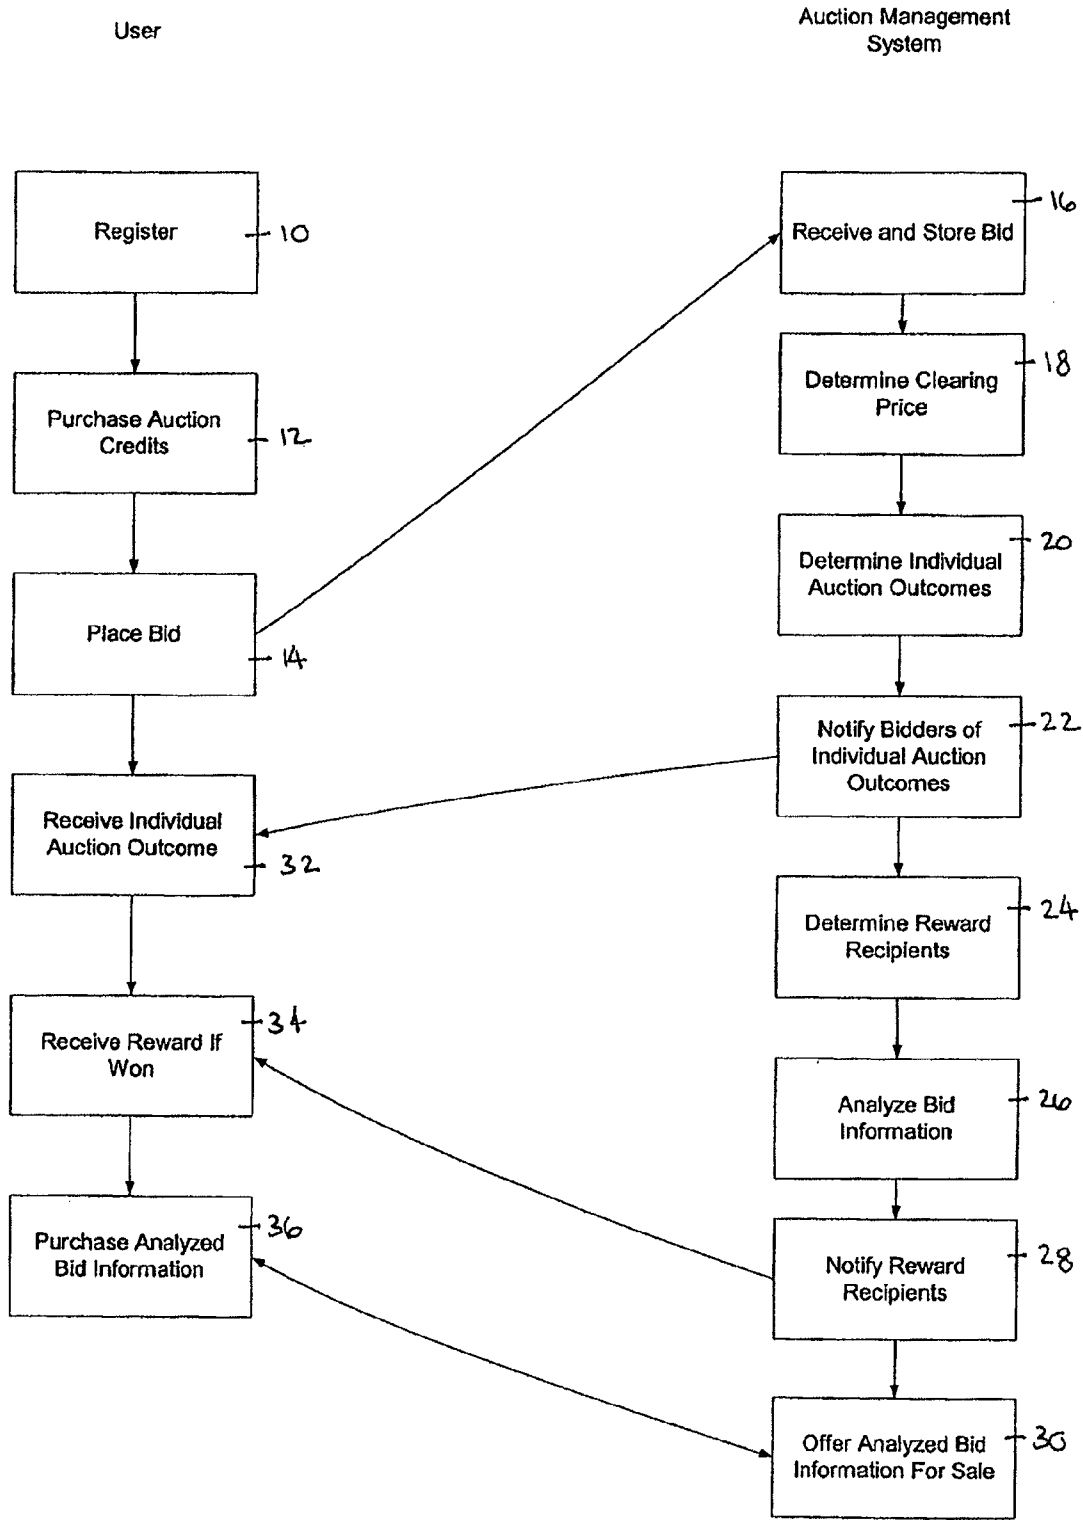 User
Auction Management
System
Register
10
Purchase Auction
Credits
12
Place Bid
14
Receive Individual
Auction Outcome
32
Receive Reward If
Won
34
Purchase Analyzed
Bid Information
36
Receive and Store Bid
16
Determine Clearing
Price
18
Determine Individual
Auction Outcomes
20
Notify Bidders of
Individual Auction
Outcomes
22
Determine Reward
Recipients
24
Analyze Bid
Information
26
Notify Reward
Recipients
28
Offer Analyzed Bid
Information For Sale
30